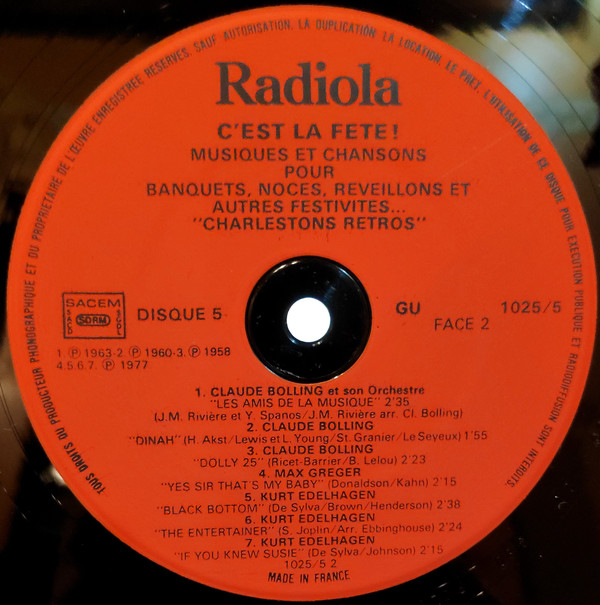 TOUS DROITS DU PRODUCTEUR PHONOGRAPHIQUE ET DU PROPRIETAIRE DE L'ŒUVRE ENREGISTREE RESERVES. SAUF AUTORISATION, LA DUPLICATION, LA LOCATION, LE PRET, L'UTILISATION DE CE DISQUE POUR EXECUTION PUBLIQUE ET RADIODIFFUSION SONT INTERDITS.
Radiola
C'EST LA FETE!
MUSIQUES ET CHANSONS
POUR
BANQUETS, NOCES, REVEILLONS ET
AUTRES FESTIVITES...
"CHARLESTONS RETROS"
SACEM
SACD SDRM SGDL
DISQUE 5
GU 1025/5
FACE 2
1. Ⓟ 1963-2. Ⓟ 1960-3. Ⓟ 1958
4.5.6.7. Ⓟ 1977
1. CLAUDE BOLLING et son Orchestre
"LES AMIS DE LA MUSIQUE" 2'35
(J.M. Rivière et Y. Spanos/J.M. Rivière arr. Cl. Bolling)
2. CLAUDE BOLLING
"DINAH" (H. Akst/Lewis et L. Young/St. Granier/Le Seyeux) 1'55
3. CLAUDE BOLLING
"DOLLY 25" (Ricet-Barrier/B. Lelou) 2'23
4. MAX GREGER
"YES SIR THAT'S MY BABY" (Donaldson/Kahn) 2'15
5. KURT EDELHAGEN
"BLACK BOTTOM" (De Sylva/Brown/Henderson) 2'38
6. KURT EDELHAGEN
"THE ENTERTAINER" (S. Joplin/Arr. Ebbinghouse) 2'24
7. KURT EDELHAGEN
"IF YOU KNEW SUSIE" (De Sylva/Johnson) 2'15
1025/5 2
MADE IN FRANCE